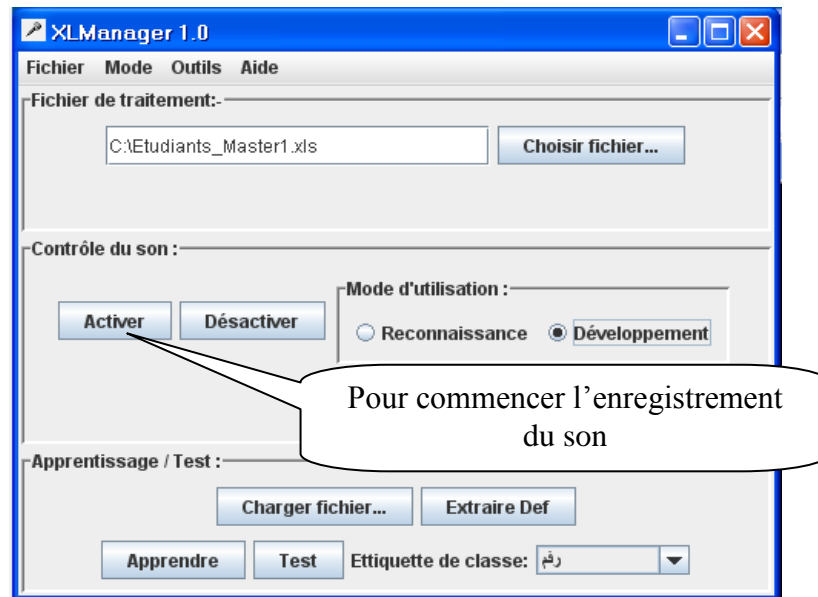 XLManager 1.0
Fichier Mode Outils Aide
Fichier de traitement:-
C:\Etudiants_Master1.xls Choisir fichier...
Contrôle du son :
Mode d'utilisation :
Activer Désactiver Reconnaissance Développement
Pour commencer l’enregistrement
du son
Apprentissage / Test :
Charger fichier... Extraire Def
Apprendre Test Ettiquette de classe: رقم